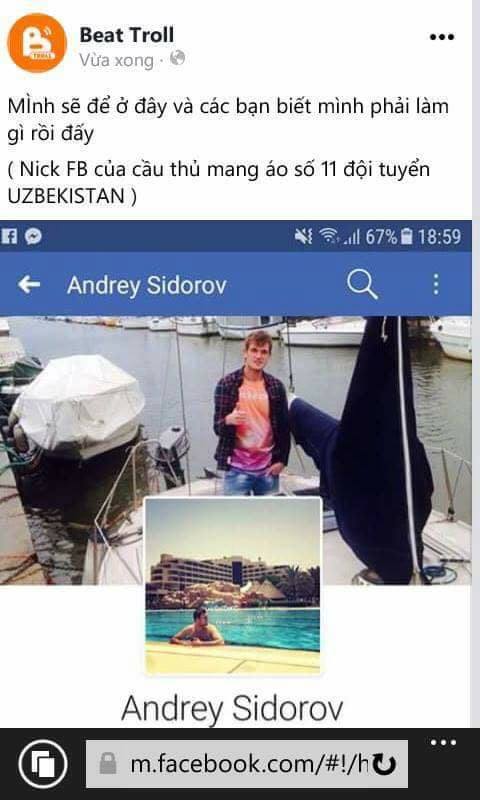 Beat Troll
Vừa xong ·
MÌnh sẽ để ở đây và các bạn biết mình phải làm
gì rồi đấy
( Nick FB của cầu thủ mang áo số 11 đội tuyển
UZBEKISTAN )
67% 18:59
Andrey Sidorov
Andrey Sidorov
m.facebook.com/#!/h